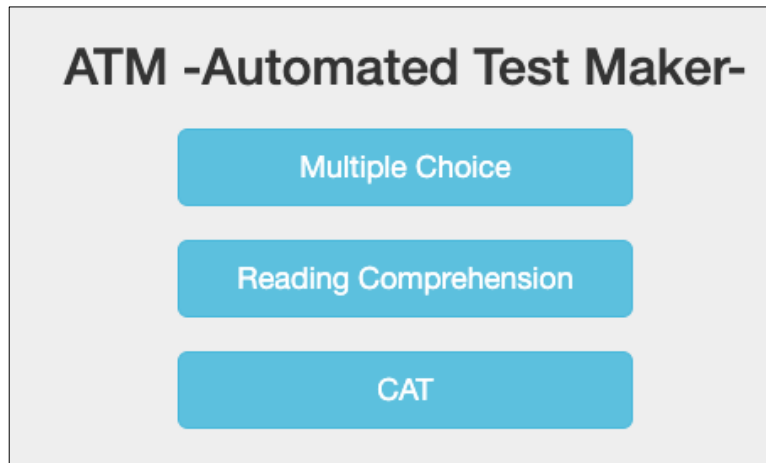 ATM -Automated Test Maker-
Multiple Choice
Reading Comprehension
CAT